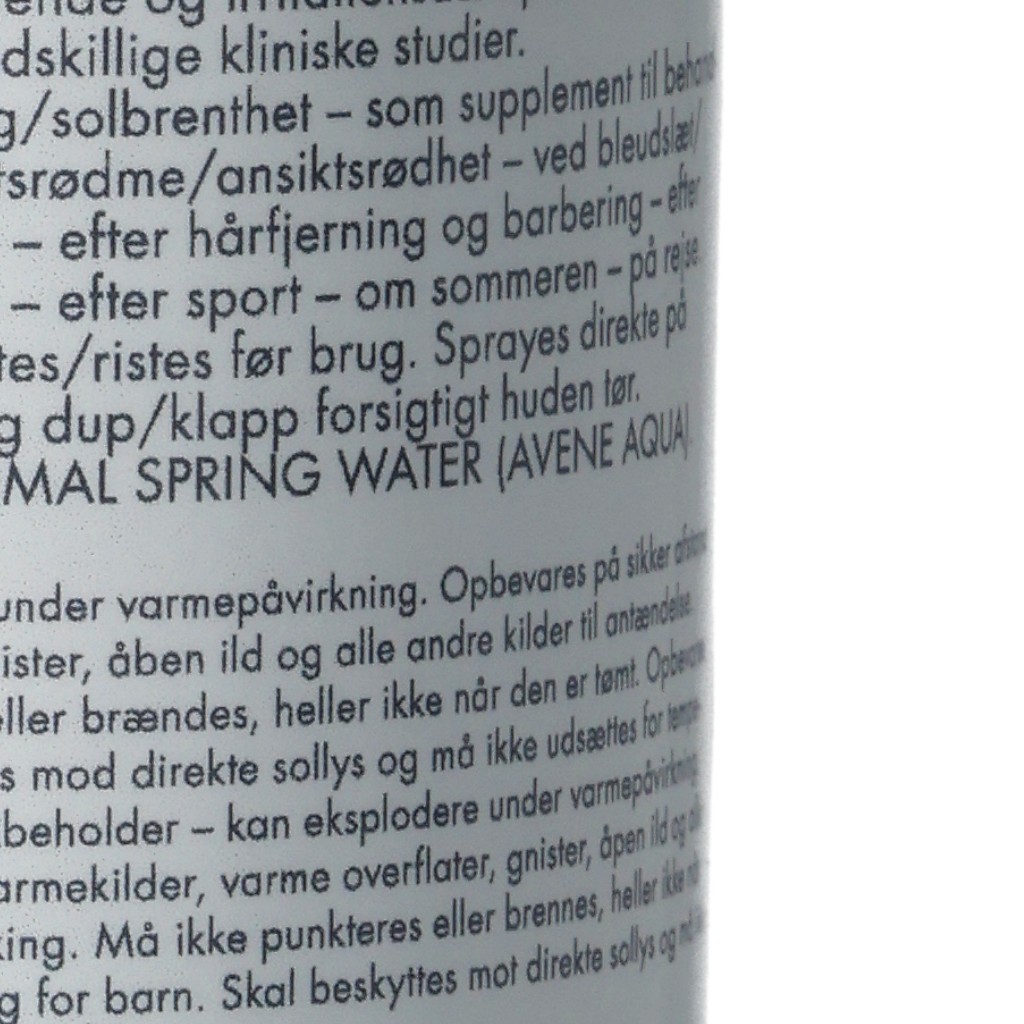 og
dskillige kliniske studier.
g/solbrenthet – som supplement til
srødme/ansiktsrødhet – ved bleudslæt/
– efter hårfjerning og barbering – efter
– efter sport – om sommeren – på rejse.
tes/ristes før brug. Sprayes direkte på
g dup/klapp forsigtigt huden tør.
MAL SPRING WATER (AVENE AQUA)
under varmepåvirkning. Opbevares på sikker
ister, åben ild og alle andre kilder til antændelse.
eller brændes, heller ikke når den er tømt.
s mod direkte sollys og må ikke udsættes for
beholder – kan eksplodere under varmepåvirkning
armekilder, varme overflater, gnister, åpen ild og
king. Må ikke punkteres eller brennes, heller ikke
g for barn. Skal beskyttes mot direkte sollys og